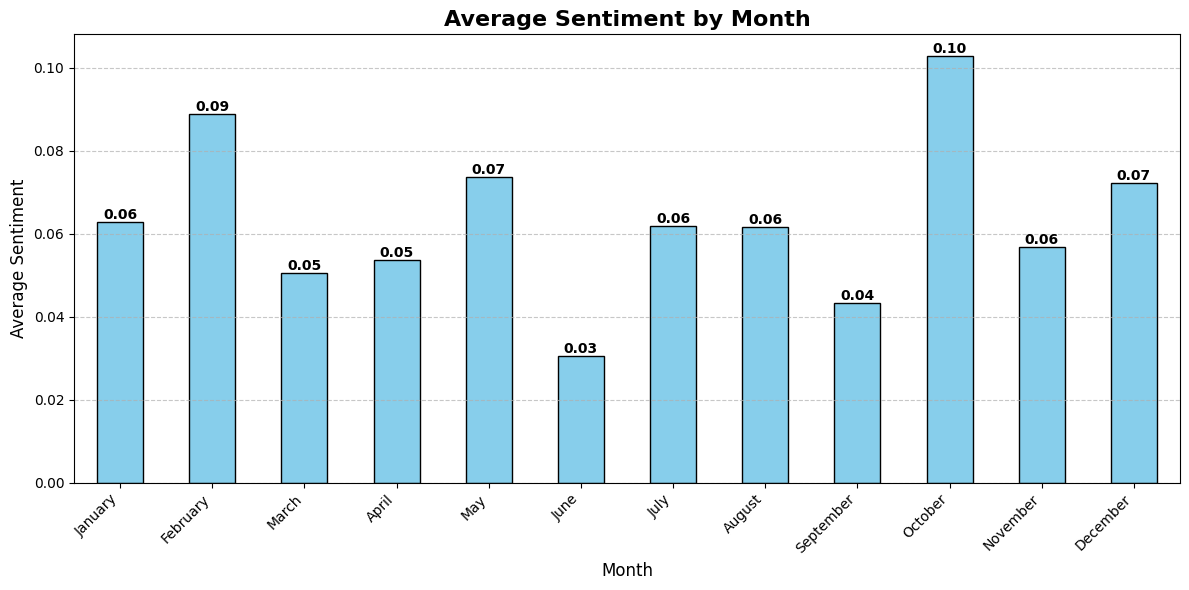 Average Sentiment by Month
Average Sentiment
0.10
0.08
0.06
0.04
0.02
0.00
0.06
0.09
0.05
0.05
0.07
0.03
0.06
0.06
0.04
0.10
0.06
0.07
January
February
March
April
May
June
July
August
September
October
November
December
Month